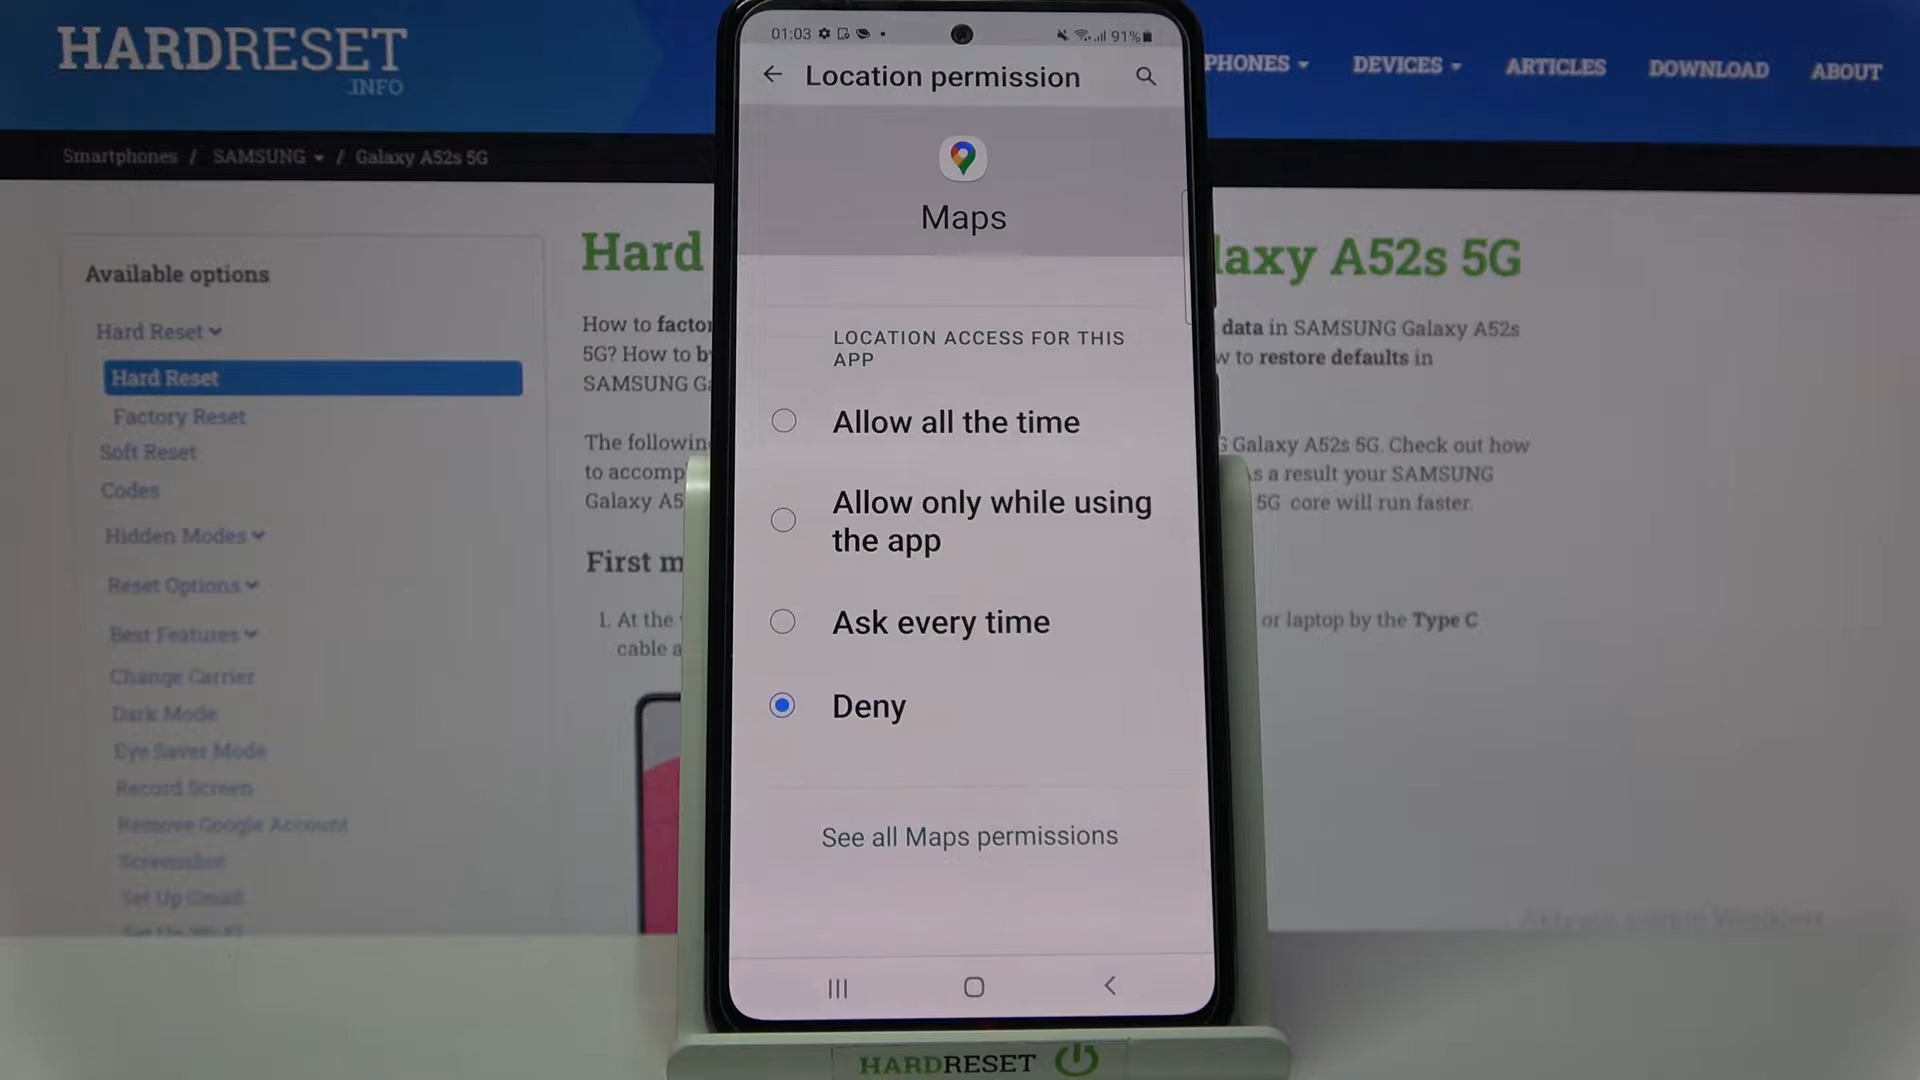 HARDRESET
.INFO
PHONES
DEVICES
ARTICLES
DOWNLOAD
ABOUT
Smartphones / SAMSUNG / Galaxy A52s 5G
Available options
Hard Reset
Hard Reset
Factory Reset
Soft Reset
Codes
Hidden Modes
Reset Options
Best Features
Change Carrier
Dark Mode
Eye Saver Mode
Record Screen
Remove Google Account
Screenshot
Set Up Gmail
Set Up Wi-Fi
Hard
laxy A52s 5G
How to factor
data in SAMSUNG Galaxy A52s
5G? How to b
w to restore defaults in
SAMSUNG Ga
The following
Galaxy A52s 5G. Check out how
to accomp
s a result your SAMSUNG
Galaxy A5
5G core will run faster.
First m
1. At the
or laptop by the Type C
cable a
01:03
91%
Location permission
Maps
LOCATION ACCESS FOR THIS
APP
Allow all the time
Allow only while using
the app
Ask every time
Deny
See all Maps permissions
HARDRESET